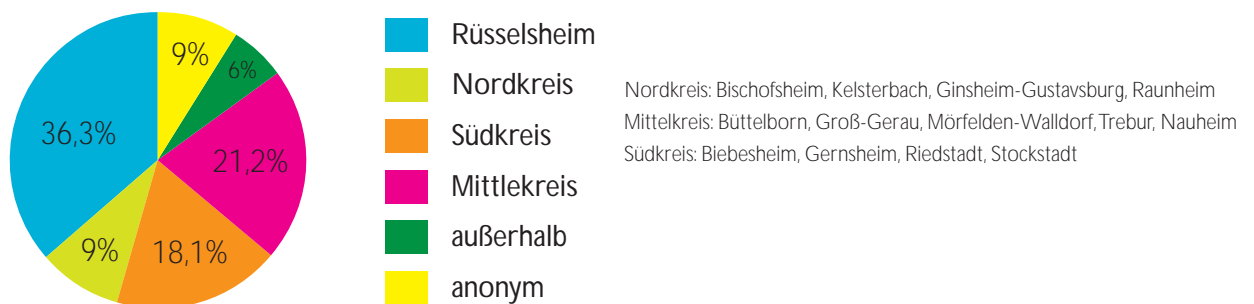 9%
6%
36,3%
21,2%
9%
18,1%
Rüsselsheim
Nordkreis
Südkreis
Mittlekreis
außerhalb
anonym
Nordkreis: Bischofsheim, Kelsterbach, Ginsheim-Gustavsburg, Raunheim
Mittelkreis: Büttelborn, Groß-Gerau, Mörfelden-Walldorf, Trebur, Nauheim
Südkreis: Biebesheim, Gernsheim, Riedstadt, Stockstadt